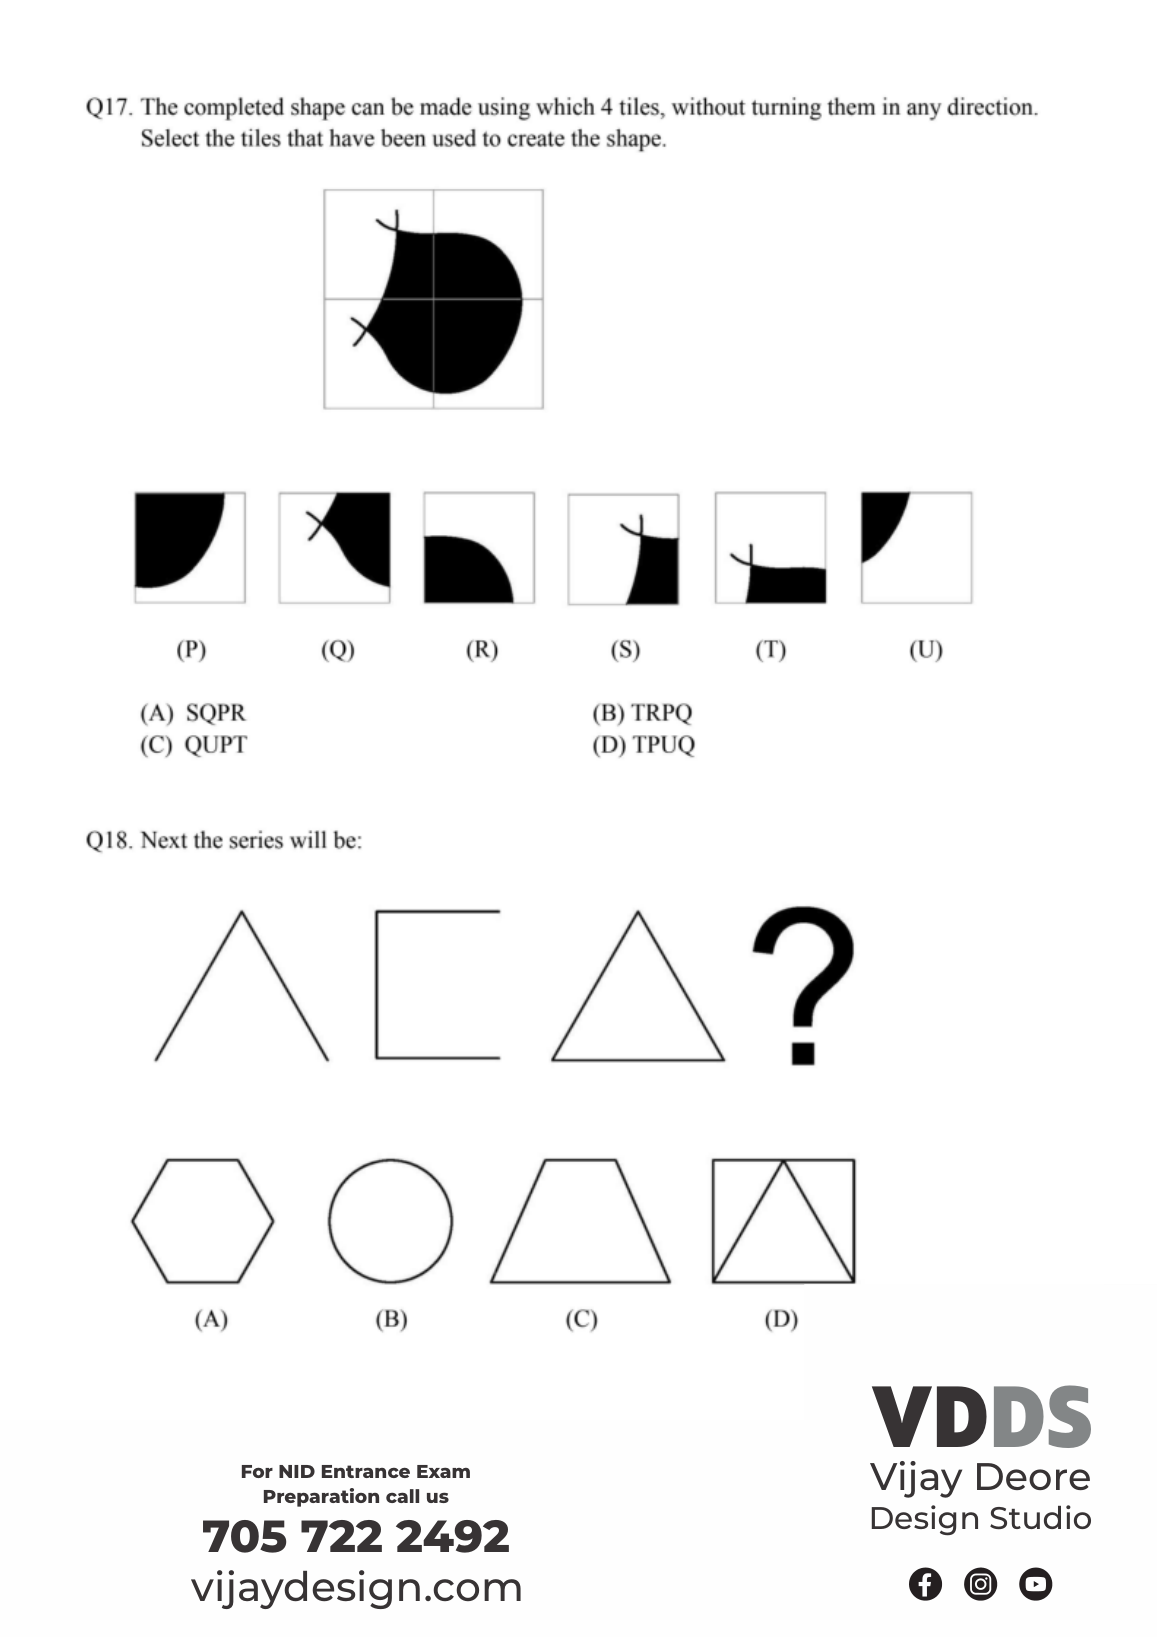 Q17. The completed shape can be made using which 4 tiles, without turning them in any direction.
Select the tiles that have been used to create the shape.
(P) (Q) (R) (S) (T) (U)
(A) SQPR (B) TRPQ
(C) QUPT (D) TPUQ
Q18. Next the series will be:
?
(A) (B) (C) (D)
For NID Entrance Exam
Preparation call us
705 722 2492
vijaydesign.com
VDDS
Vijay Deore
Design Studio